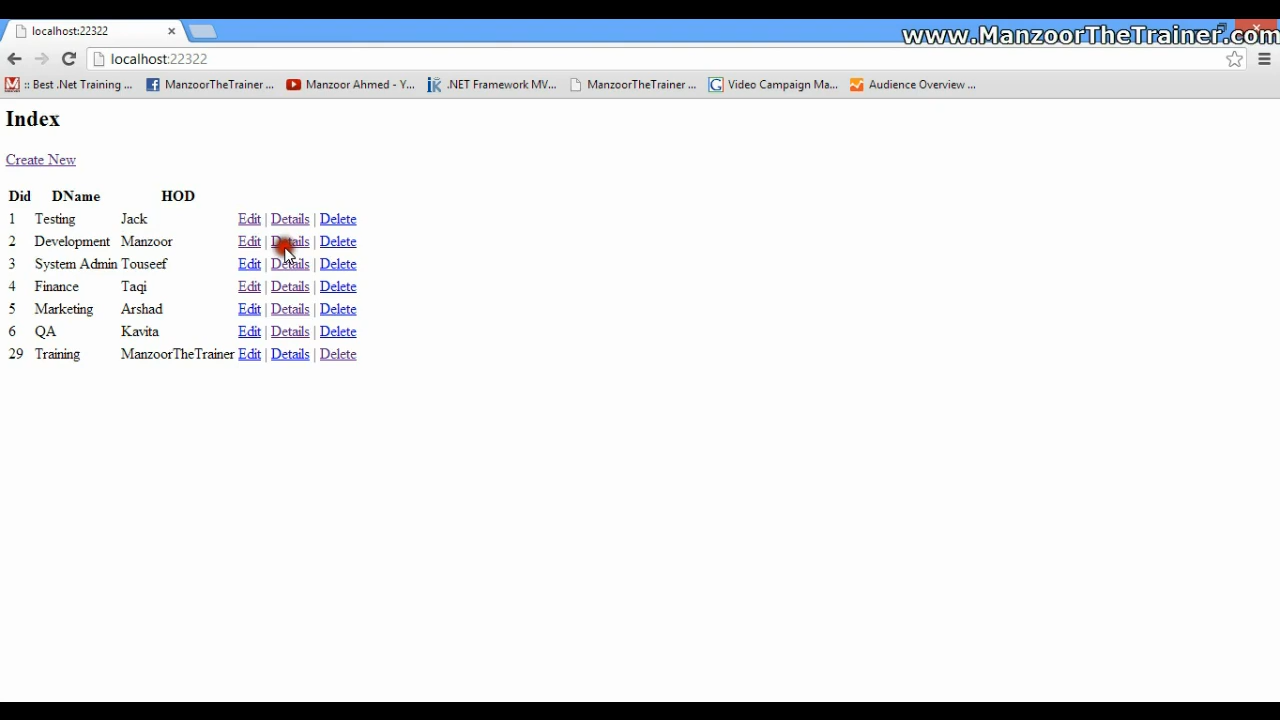 localhost:22322
www.ManzoorTheTrainer.com
localhost:22322
:: Best .Net Training ... ManzoorTheTrainer ... Manzoor Ahmed - Y... .NET Framework MV... ManzoorTheTrainer ... Video Campaign Ma... Audience Overview ...
Index
Create New
Did DName HOD
1 Testing Jack Edit | Details | Delete
2 Development Manzoor Edit | Details | Delete
3 System Admin Touseef Edit | Details | Delete
4 Finance Taqi Edit | Details | Delete
5 Marketing Arshad Edit | Details | Delete
6 QA Kavita Edit | Details | Delete
29 Training ManzoorTheTrainer Edit | Details | Delete